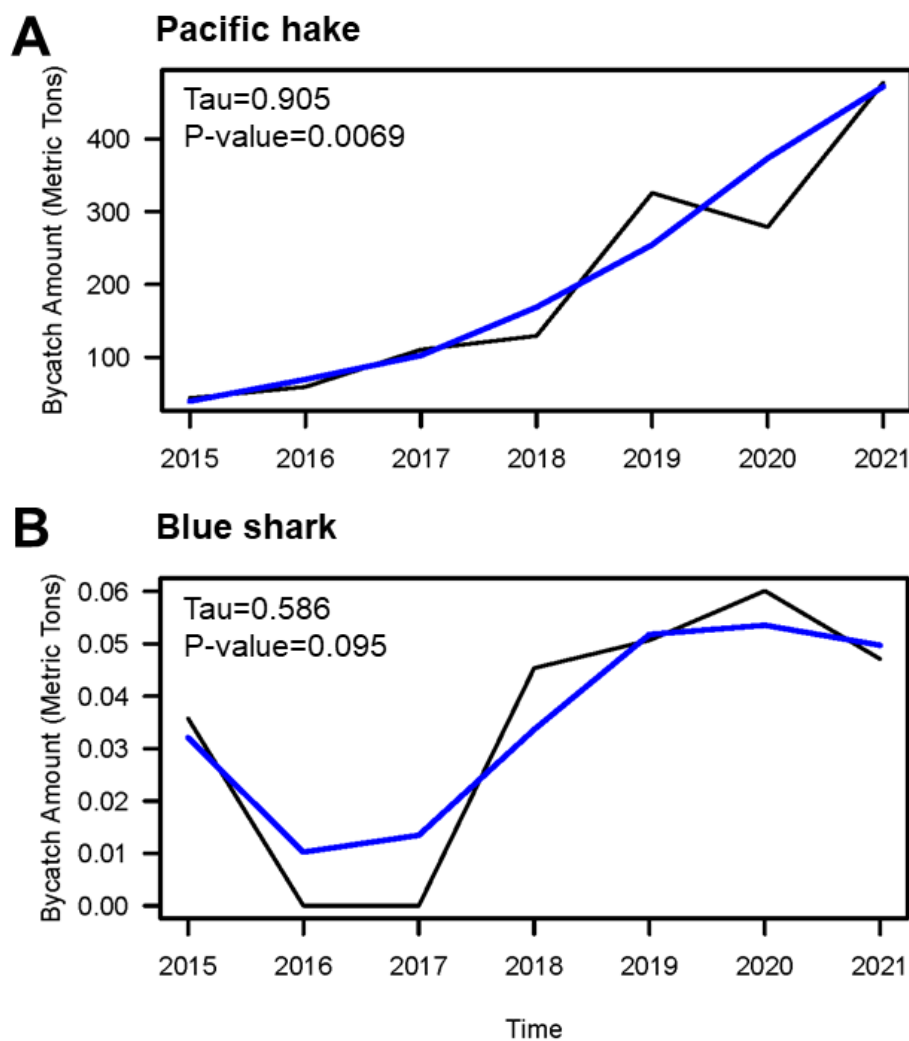 A
Pacific hake
Bycatch Amount (Metric Tons)
Tau=0.905
P-value=0.0069
400
300
200
100
2015 2016 2017 2018 2019 2020 2021
B
Blue shark
Bycatch Amount (Metric Tons)
Tau=0.586
P-value=0.095
0.06
0.05
0.04
0.03
0.02
0.01
0.00
2015 2016 2017 2018 2019 2020 2021
Time